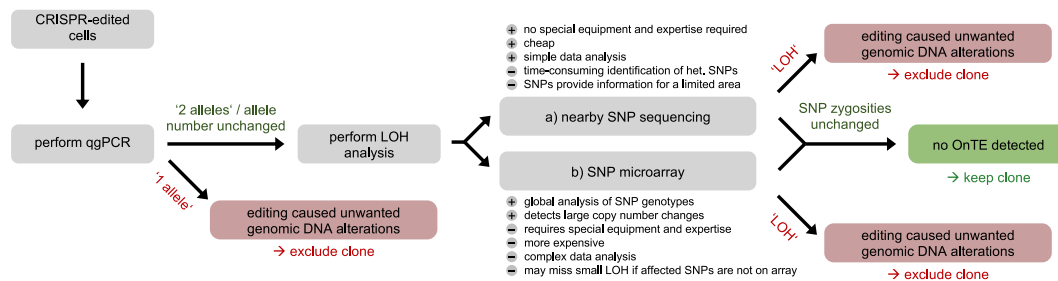 CRISPR-edited
cells
perform qgPCR
'2 alleles' / allele
number unchanged
'1 allele'
editing caused unwanted
genomic DNA alterations
→ exclude clone
perform LOH
analysis
+ no special equipment and expertise required
+ cheap
+ simple data analysis
− time-consuming identification of het. SNPs
− SNPs provide information for a limited area
a) nearby SNP sequencing
b) SNP microarray
+ global analysis of SNP genotypes
+ detects large copy number changes
− requires special equipment and expertise
− more expensive
− complex data analysis
− may miss small LOH if affected SNPs are not on array
'LOH'
editing caused unwanted
genomic DNA alterations
→ exclude clone
SNP zygosities
unchanged
no OnTE detected
→ keep clone
'LOH'
editing caused unwanted
genomic DNA alterations
→ exclude clone